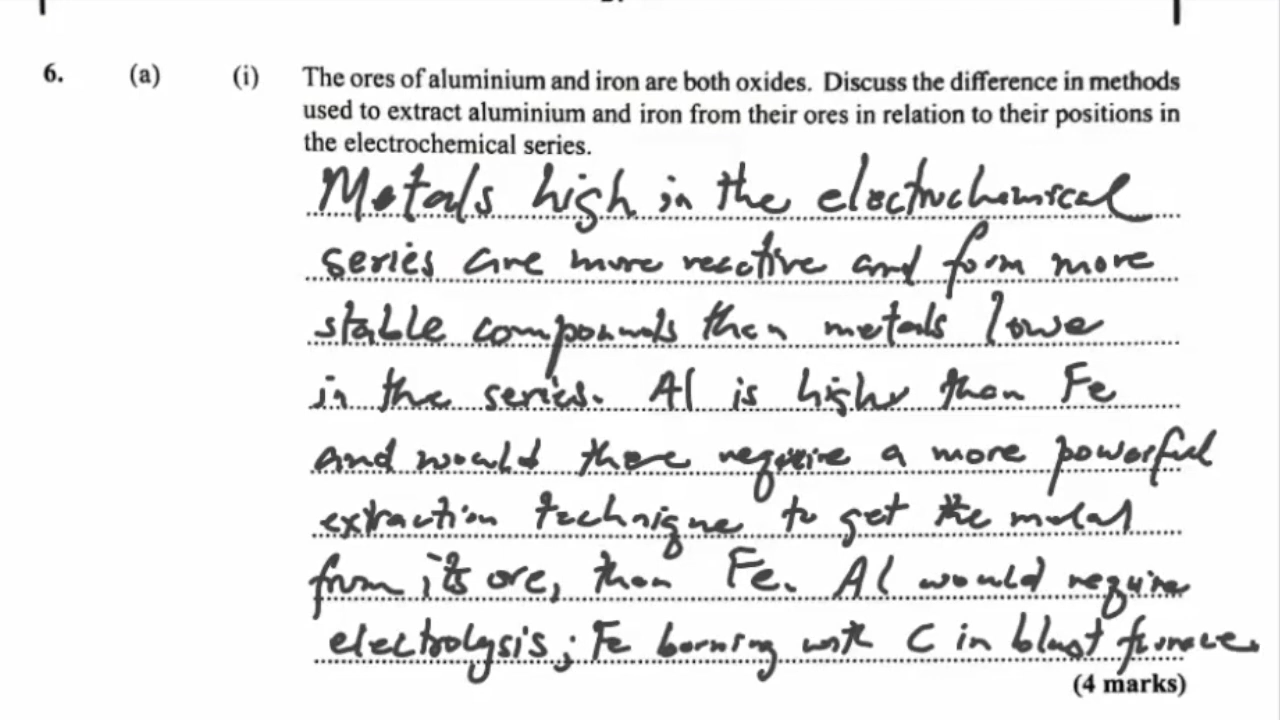 6. (a) (i) The ores of aluminium and iron are both oxides. Discuss the difference in methods
used to extract aluminium and iron from their ores in relation to their positions in
the electrochemical series.
Metals high in the electrochemical
series are more reactive and form more
stable compounds than metals lowe
in the series. Al is higher than Fe
and would there require a more powerful
extraction technique to get the metal
from its ore, than Fe. Al would require
electrolysis; Fe borning with C in blast furnace.
(4 marks)